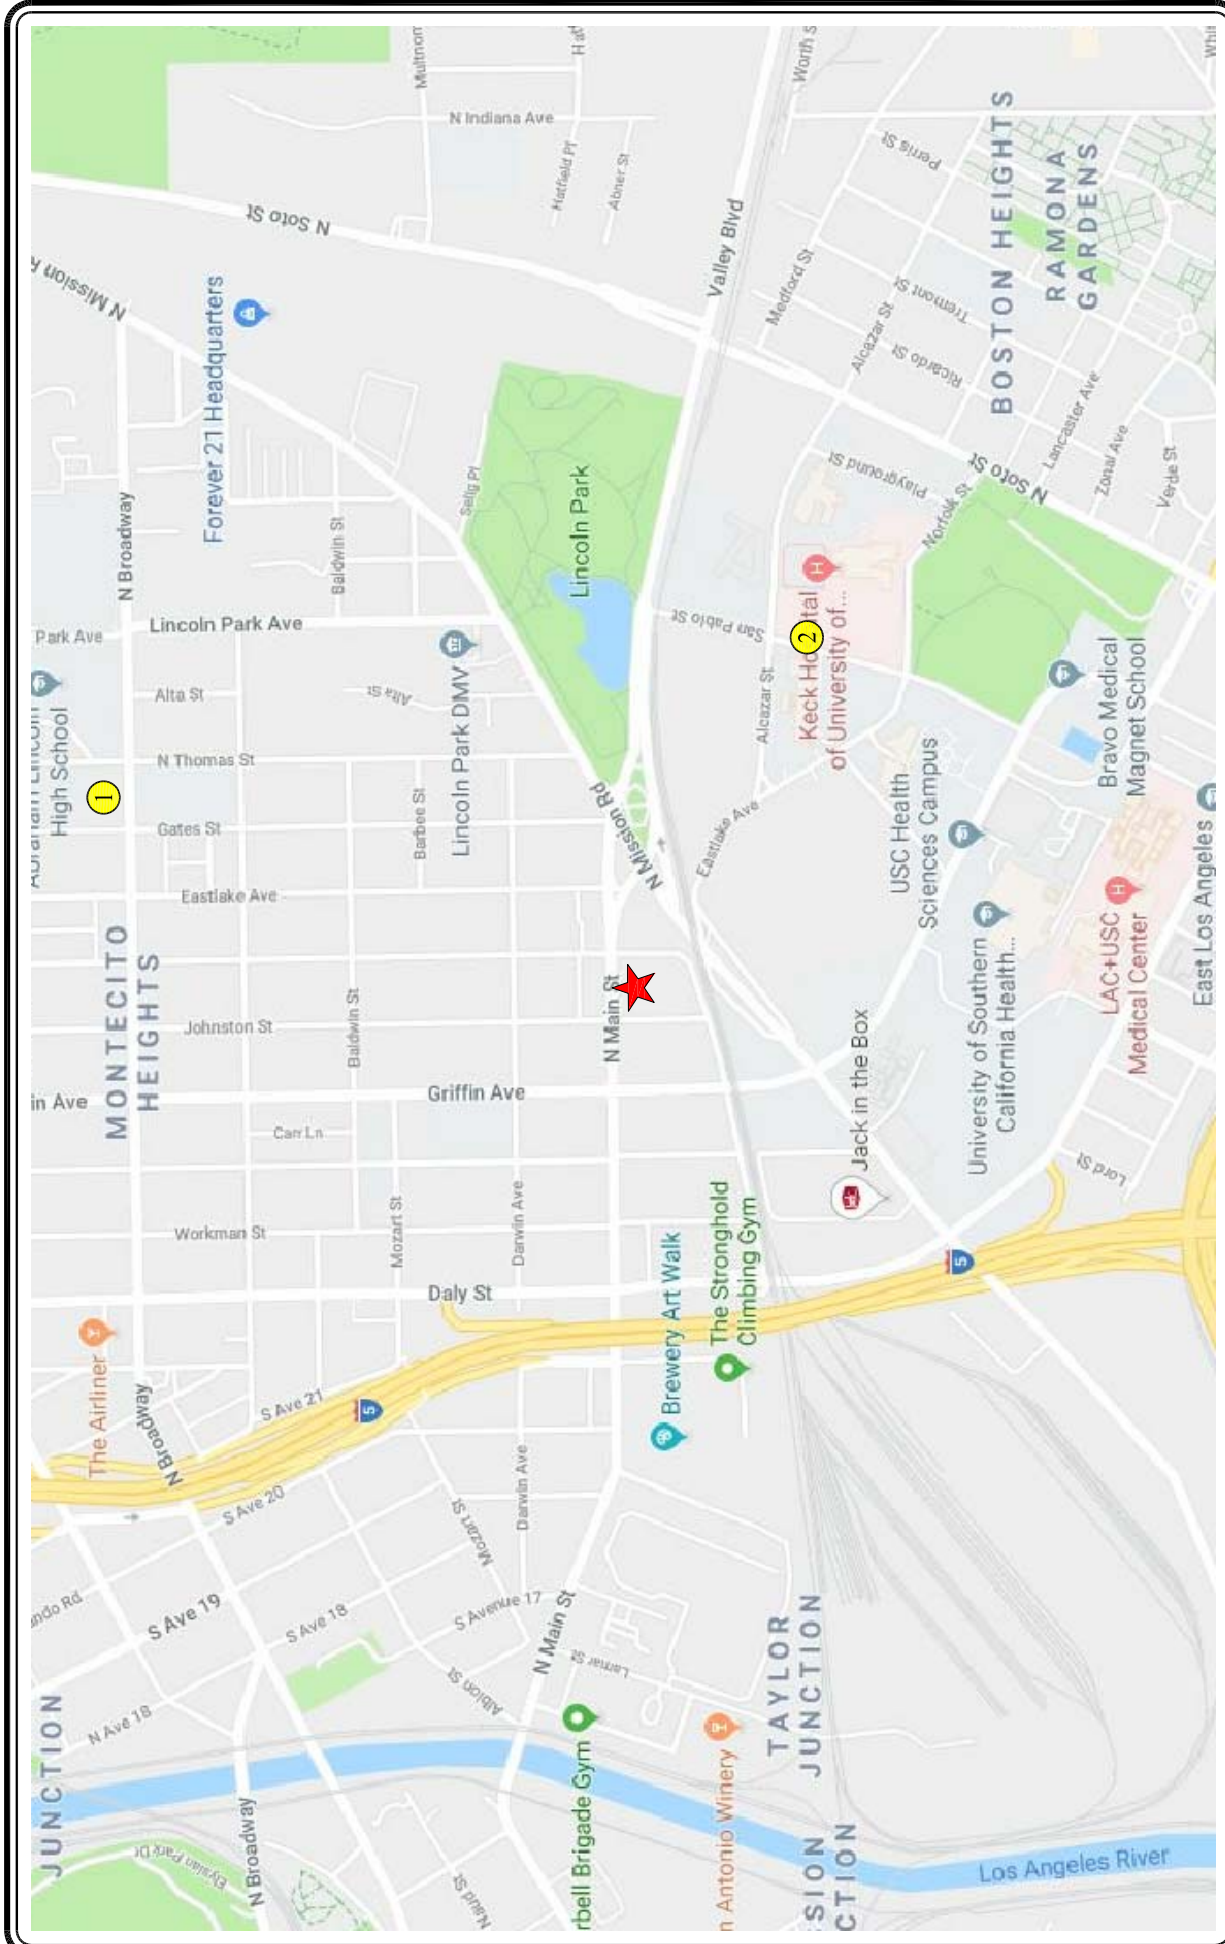 JUNCTION
N Ave 18
S Ave 19
S Ave 18
Elysian Park Dr
N Broadway
Naud St
The Airliner
N Broadway
S Ave 21
5
S Ave 20
Mozart St
Darwin Ave
S Avenue 17
Albion St
N Main St
Lamar St
Brewery Art Walk
The Stronghold
Climbing Gym
TAYLOR
JUNCTION
Los Angeles River
MONTECITO
HEIGHTS
Workman St
Daly St
Mozart St
Darwin Ave
Carr Ln
Griffin Ave
Johnston St
Baldwin St
N Main St
Eastlake Ave
Gates St
N Thomas St
Barbee St
Alta St
Alta St
High School
1
Park Ave
Lincoln Park Ave
N Broadway
Lincoln Park DMV
Baldwin St
Selig Pl
Forever 21 Headquarters
N Mission
N Soto St
N Indiana Ave
Hatfield Pl
Abner St
Lincoln Park
N Mission Rd
Valley Blvd
Medford St
Perris St
Tremont St
Ricardo St
Alcazar St
Playground St
Norfolk St
N Soto St
Lancaster Ave
Zonal Ave
Verde St
BOSTON HEIGHTS
RAMONA
GARDENS
San Pablo St
Alcazar St
Eastlake Ave
2
H
Keck
of University of...
USC Health
Sciences Campus
Bravo Medical
Magnet School
University of Southern
California Health...
H
LAC+USC
Medical Center
East Los Angeles
Jack in the Box
Lord St
5